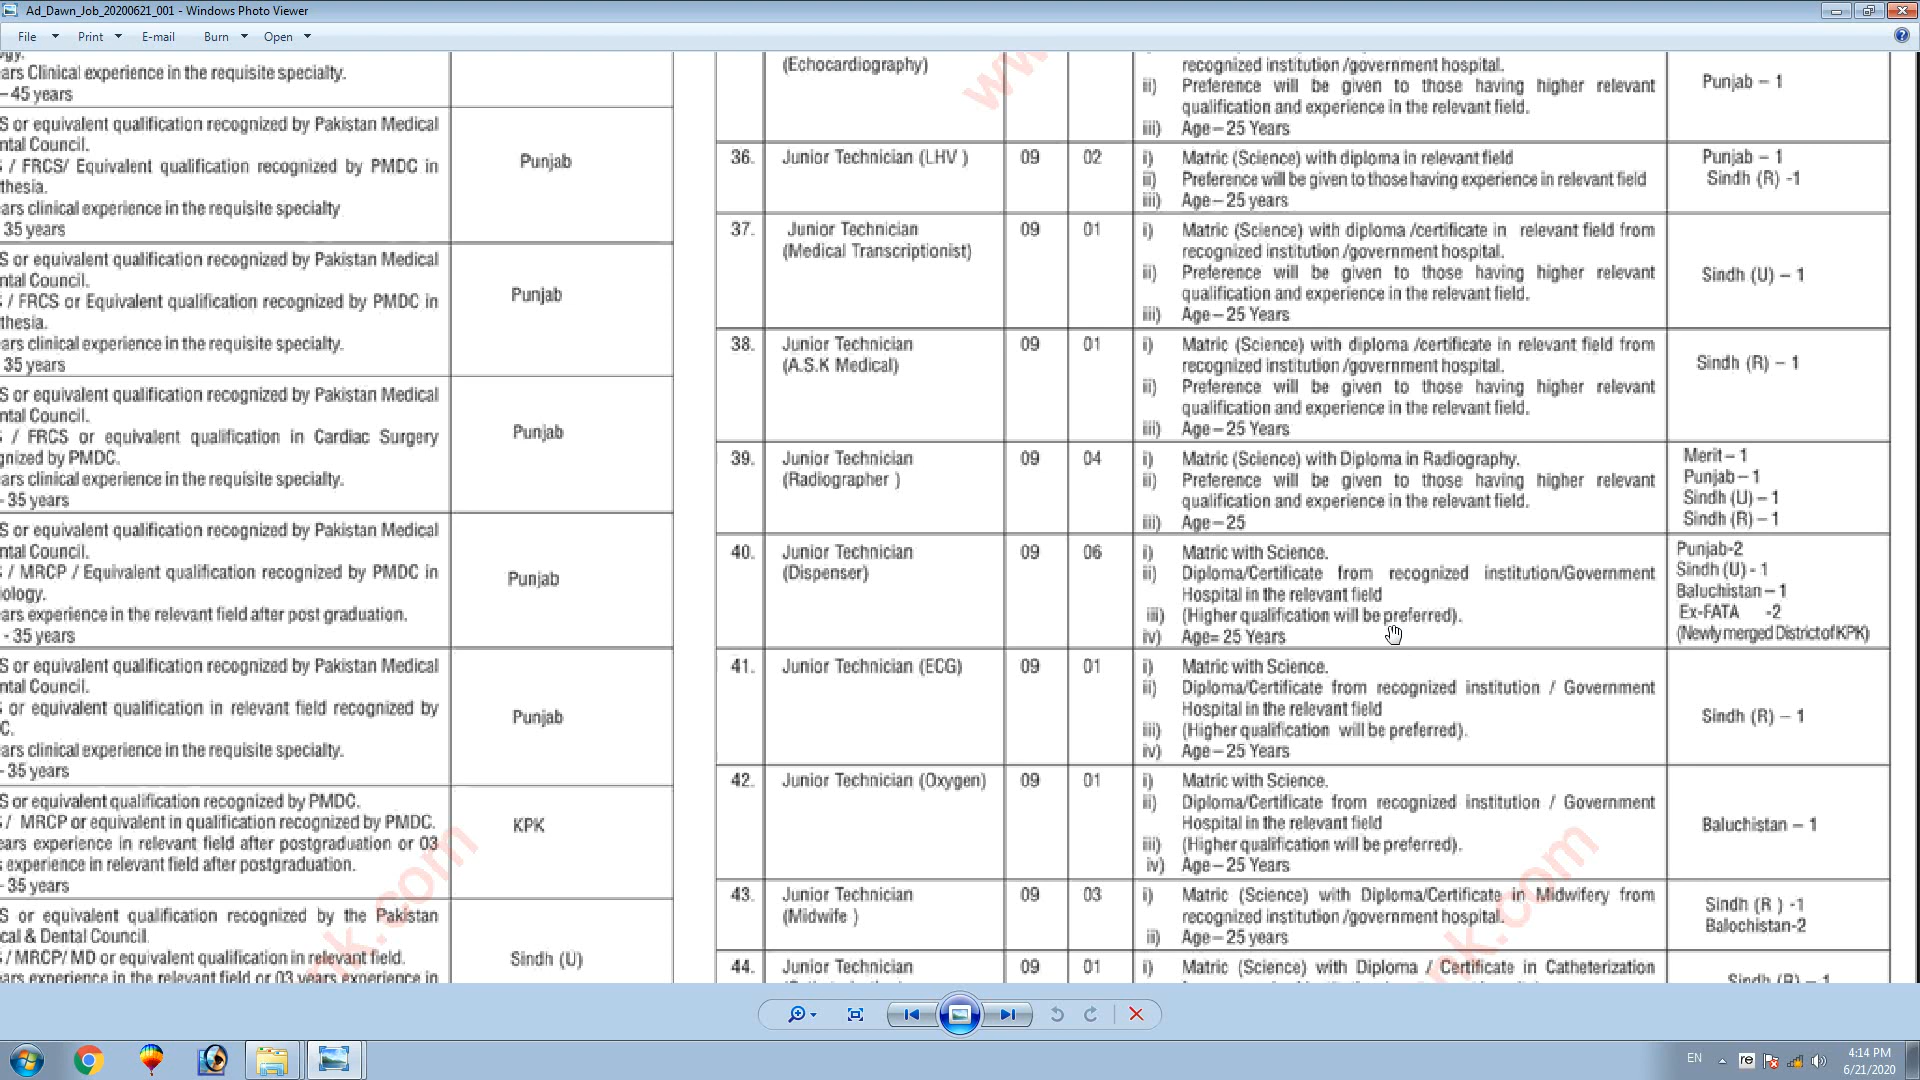 Ad_Dawn_Job_20200621_001 - Windows Photo Viewer
File Print E-mail Burn Open
ars Clinical experience in the requisite specialty.
– 45 years
S or equivalent qualification recognized by Pakistan Medical
ntal Council.
/ FRCS/ Equivalent qualification recognized by PMDC in
thesia.
ars clinical experience in the requisite specialty
35 years
Punjab
S or equivalent qualification recognized by Pakistan Medical
ntal Council.
/ FRCS or Equivalent qualification recognized by PMDC in
thesia.
ars clinical experience in the requisite specialty.
35 years
Punjab
S or equivalent qualification recognized by Pakistan Medical
ntal Council.
/ FRCS or equivalent qualification in Cardiac Surgery
gnized by PMDC.
ars clinical experience in the requisite specialty.
- 35 years
Punjab
S or equivalent qualification recognized by Pakistan Medical
ntal Council.
/ MRCP / Equivalent qualification recognized by PMDC in
iology.
ars experience in the relevant field after post graduation.
- 35 years
Punjab
S or equivalent qualification recognized by Pakistan Medical
ntal Council.
or equivalent qualification in relevant field recognized by
C.
ars clinical experience in the requisite specialty.
- 35 years
Punjab
S or equivalent qualification recognized by PMDC.
/ MRCP or equivalent in qualification recognized by PMDC.
ears experience in relevant field after postgraduation or 03
experience in relevant field after postgraduation.
- 35 years
KPK
S or equivalent qualification recognized by the Pakistan
cal & Dental Council.
/ MRCP/ MD or equivalent qualification in relevant field.
ears experience in the relevant field or 03 years experience in
Sindh (U)
(Echocardiography)
recognized institution /government hospital.
ii) Preference will be given to those having higher relevant
qualification and experience in the relevant field.
iii) Age – 25 Years
Punjab – 1
36. Junior Technician (LHV ) 09 02
i) Matric (Science) with diploma in relevant field
ii) Preference will be given to those having experience in relevant field
iii) Age – 25 years
Punjab – 1
Sindh (R) -1
37. Junior Technician 09 01
(Medical Transcriptionist)
i) Matric (Science) with diploma /certificate in relevant field from
recognized institution /government hospital.
ii) Preference will be given to those having higher relevant
qualification and experience in the relevant field.
iii) Age – 25 Years
Sindh (U) – 1
38. Junior Technician 09 01
(A.S.K Medical)
i) Matric (Science) with diploma /certificate in relevant field from
recognized institution /government hospital.
ii) Preference will be given to those having higher relevant
qualification and experience in the relevant field.
iii) Age – 25 Years
Sindh (R) – 1
39. Junior Technician 09 04
(Radiographer )
i) Matric (Science) with Diploma in Radiography.
ii) Preference will be given to those having higher relevant
qualification and experience in the relevant field.
iii) Age – 25
Merit – 1
Punjab – 1
Sindh (U) – 1
Sindh (R) – 1
40. Junior Technician 09 06
(Dispenser)
i) Matric with Science.
ii) Diploma/Certificate from recognized institution/Government
Hospital in the relevant field
iii) (Higher qualification will be preferred).
iv) Age= 25 Years
Punjab-2
Sindh (U) - 1
Baluchistan – 1
Ex-FATA -2
(Newly merged District of KPK)
41. Junior Technician (ECG) 09 01
i) Matric with Science.
ii) Diploma/Certificate from recognized institution / Government
Hospital in the relevant field
iii) (Higher qualification will be preferred).
iv) Age – 25 Years
Sindh (R) – 1
42. Junior Technician (Oxygen) 09 01
i) Matric with Science.
ii) Diploma/Certificate from recognized institution / Government
Hospital in the relevant field
iii) (Higher qualification will be preferred).
iv) Age – 25 Years
Baluchistan – 1
43. Junior Technician 09 03
(Midwife )
i) Matric (Science) with Diploma/Certificate in Midwifery from
recognized institution /government hospital.
ii) Age – 25 years
Sindh (R ) -1
Balochistan-2
44. Junior Technician 09 01
i) Matric (Science) with Diploma / Certificate in Catheterization
Sindh (R) – 1
nk.com
nk.com
EN
4:14 PM
6/21/2020